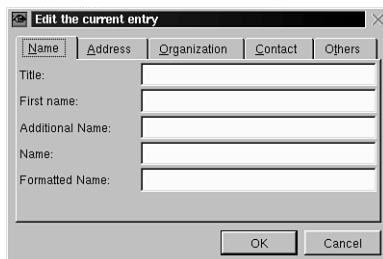 Edit the current entry
Name Address Organization Contact Others
Title:
First name:
Additional Name:
Name:
Formatted Name:
OK Cancel